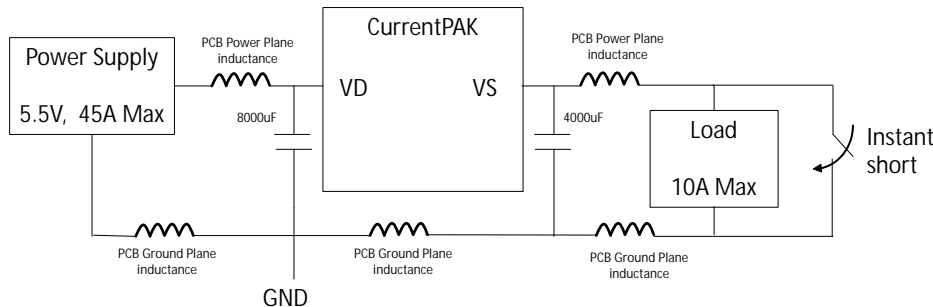 CurrentPAK
PCB Power Plane
inductance
PCB Power Plane
inductance
Power Supply
5.5V, 45A Max
VD
VS
8000uF
4000uF
Load
10A Max
Instant
short
PCB Ground Plane
inductance
PCB Ground Plane
inductance
PCB Ground Plane
inductance
GND